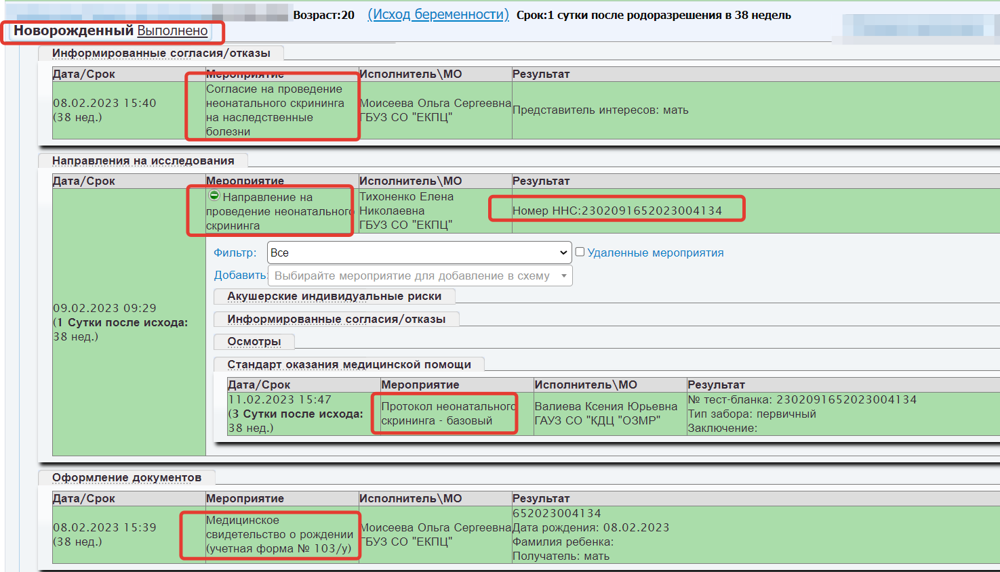 Возраст:20 (Исход беременности) Срок:1 сутки после родоразрешения в 38 недель
Новорожденный Выполнено
Информированные согласия/отказы
Дата/Срок Мероприятие Исполнитель\МО Результат
08.02.2023 15:40
(38 нед.)
Согласие на проведение
неонатального скрининга
на наследственные
болезни
Моисеева Ольга Сергеевна
ГБУЗ СО "ЕКПЦ"
Представитель интересов: мать
Направления на исследования
Дата/Срок Мероприятие Исполнитель\МО Результат
09.02.2023 09:29
(1 Сутки после исхода:
38 нед.)
Направление на
проведение неонатального
скрининга
Тихоненко Елена
Николаевна
ГБУЗ СО "ЕКПЦ"
Номер ННС:2302091652023004134
Фильтр: Все Удаленные мероприятия
Добавить: Выбирайте мероприятие для добавление в схему
Акушерские индивидуальные риски
Информированные согласия/отказы
Осмотры
Стандарт оказания медицинской помощи
Дата/Срок Мероприятие Исполнитель\МО Результат
11.02.2023 15:47
(3 Сутки после исхода:
38 нед.)
Протокол неонатального
скрининга - базовый
Валиева Ксения Юрьевна
ГАУЗ СО "КДЦ "ОЗМР"
№ тест-бланка: 2302091652023004134
Тип забора: первичный
Заключение:
Оформление документов
Дата/Срок Мероприятие Исполнитель\МО Результат
08.02.2023 15:39
(38 нед.)
Медицинское
свидетельство о рождении
(учетная форма № 103/у)
Моисеева Ольга Сергеевна
ГБУЗ СО "ЕКПЦ"
652023004134
Дата рождения: 08.02.2023
Фамилия ребенка:
Получатель: мать